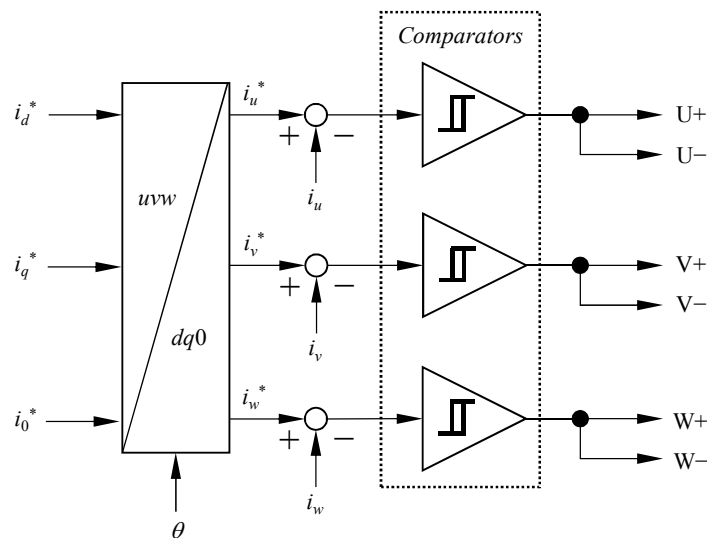 Comparators
i_d^*
i_u^*
+
−
i_u
U+
U−
uvw
i_q^*
i_v^*
+
−
i_v
V+
V−
dq0
i_0^*
i_w^*
+
−
i_w
W+
W−
θ